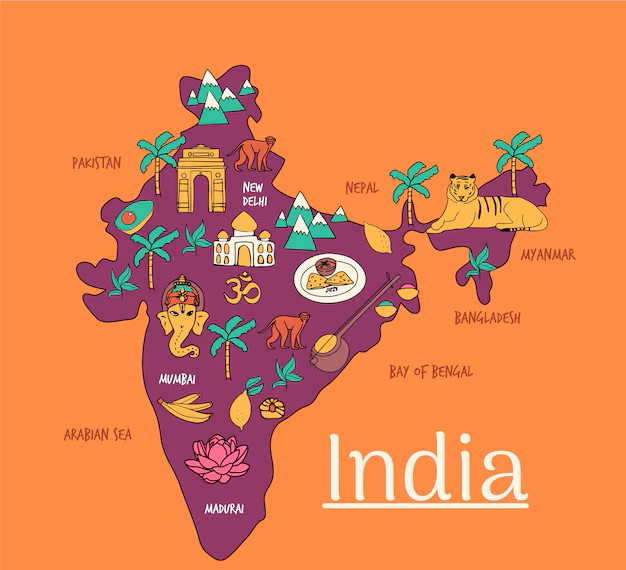 PAKISTAN
NEW
DELHI
NEPAL
MYANMAR
BANGLADESH
ॐ
BAY OF BENGAL
MUMBAI
ARABIAN SEA
India
MADURAI